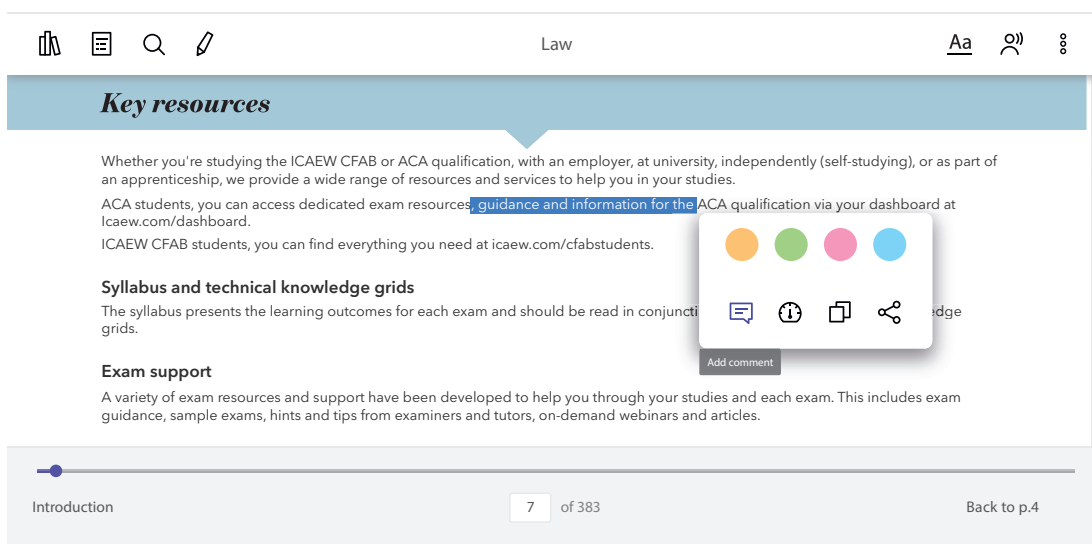 Law
Aa
Key resources
Whether you're studying the ICAEW CFAB or ACA qualification, with an employer, at university, independently (self-studying), or as part of
an apprenticeship, we provide a wide range of resources and services to help you in your studies.
ACA students, you can access dedicated exam resources, guidance and information for the ACA qualification via your dashboard at
Icaew.com/dashboard.
ICAEW CFAB students, you can find everything you need at icaew.com/cfabstudents.
Syllabus and technical knowledge grids
The syllabus presents the learning outcomes for each exam and should be read in conjuncti edge
grids.
Add comment
Exam support
A variety of exam resources and support have been developed to help you through your studies and each exam. This includes exam
guidance, sample exams, hints and tips from examiners and tutors, on-demand webinars and articles.
Introduction
7 of 383
Back to p.4